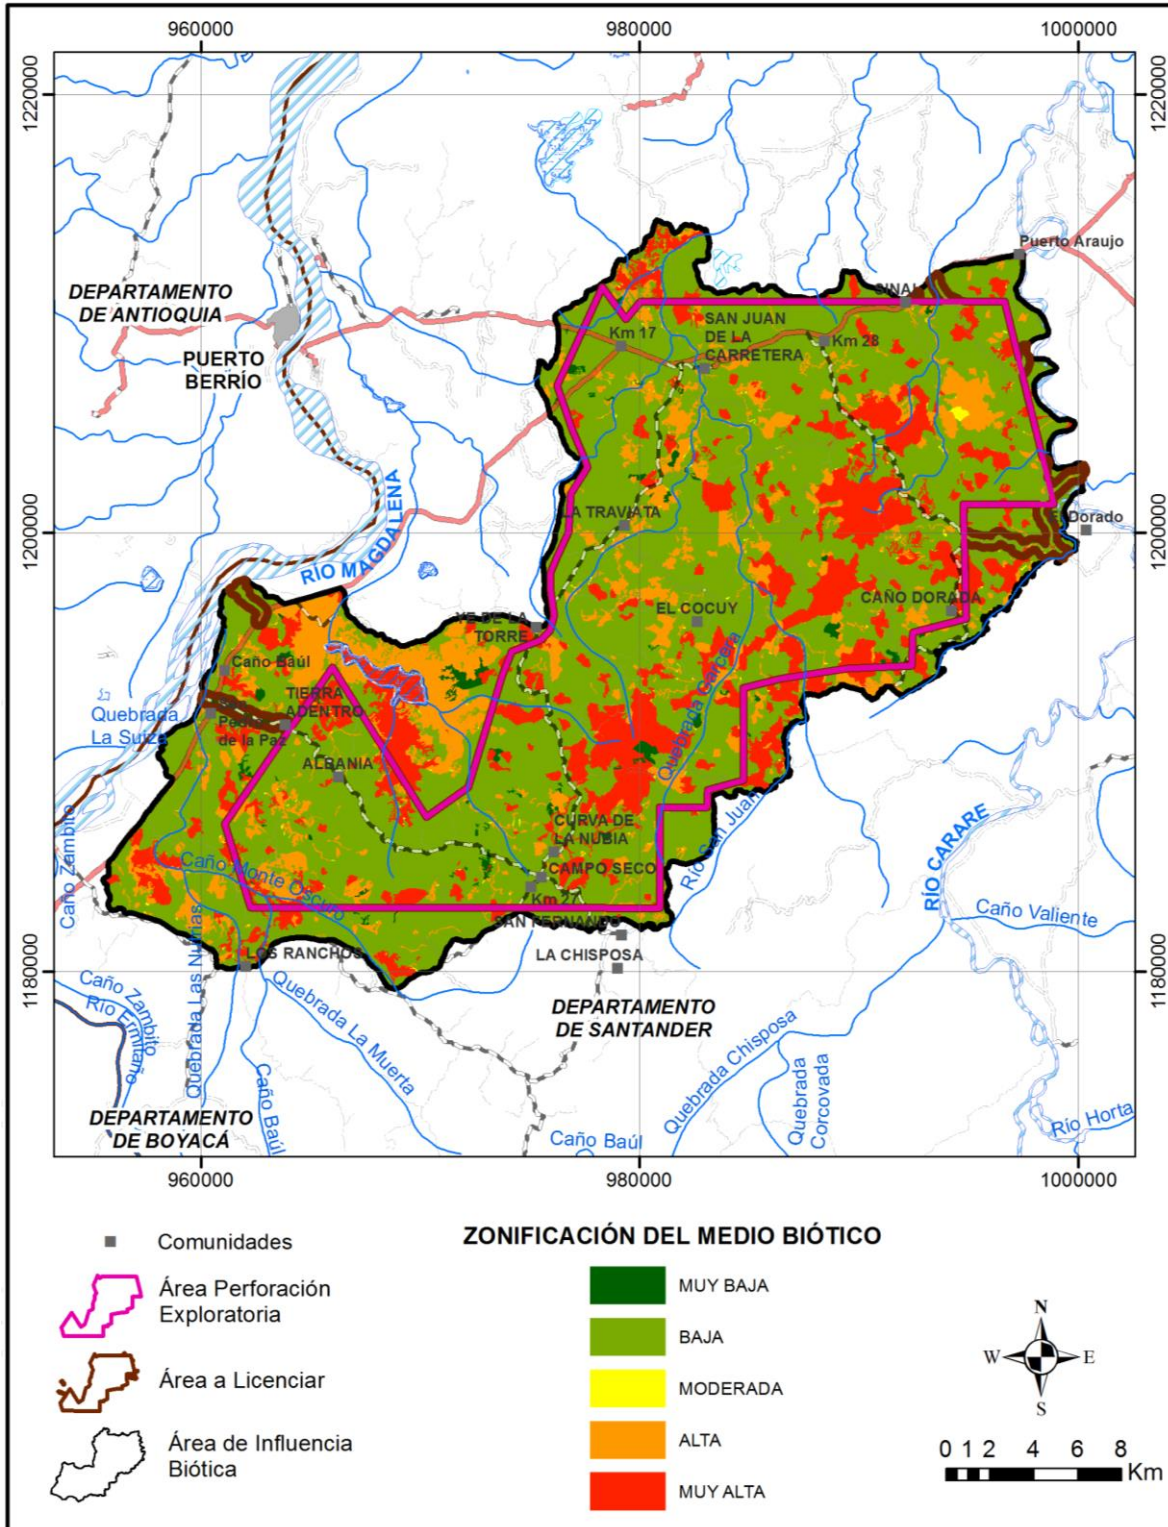 960000
980000
1000000
1220000
1220000
Puerto Araujo
DEPARTAMENTO
DE ANTIOQUIA
SINAI
SAN JUAN
DE LA
CARRETERA
Km 17
Km 28
PUERTO
BERRÍO
RÍO MAGDALENA
LA TRAVIATA
1200000
1200000
El Dorado
CAÑO DORADA
EL COCUY
YE DE LA
TORRE
Caño Baúl
TIERRA
ADENTRO
Quebrada
La Suiza
de la Paz
Quebrada Carcera
ALBANIA
CURVA DE
LA NUBIA
Río San Juan
RÍO CARARE
Caño Zambito
Caño Monte Oscuro
CAMPO SECO
Km 27
SAN FERNANDO
Caño Valiente
LOS RANCHOS
LA CHISPOSA
1180000
1180000
Quebrada Las Nutrias
Caño Zambito
Río Ermitaño
Quebrada La Muerta
DEPARTAMENTO
DE SANTANDER
Quebrada Chisposa
Quebrada
Corcovada
DEPARTAMENTO
DE BOYACÁ
Caño Baúl
Caño Baúl
Río Horta
960000
980000
1000000
Comunidades
Área Perforación
Exploratoria
Área a Licenciar
Área de Influencia
Biótica
ZONIFICACIÓN DEL MEDIO BIÓTICO
MUY BAJA
BAJA
MODERADA
ALTA
MUY ALTA
N
W
E
S
0 1 2 4 6 8
Km